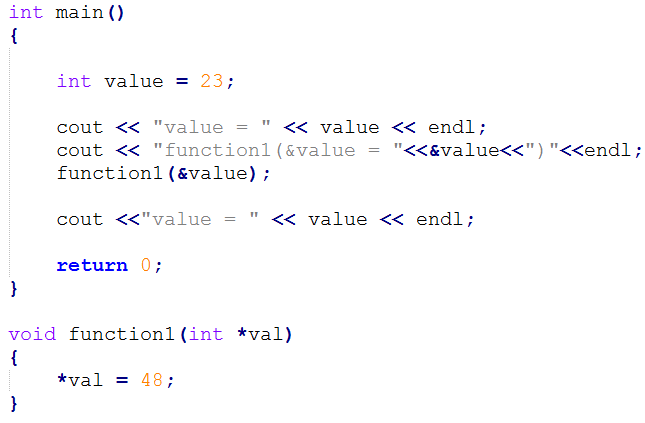 int main()
{
int value = 23;
cout << "value = " << value << endl;
cout << "function1(&value = "<<&value<<")"<<endl;
function1(&value);
cout <<"value = " << value << endl;
return 0;
}
void function1(int *val)
{
*val = 48;
}